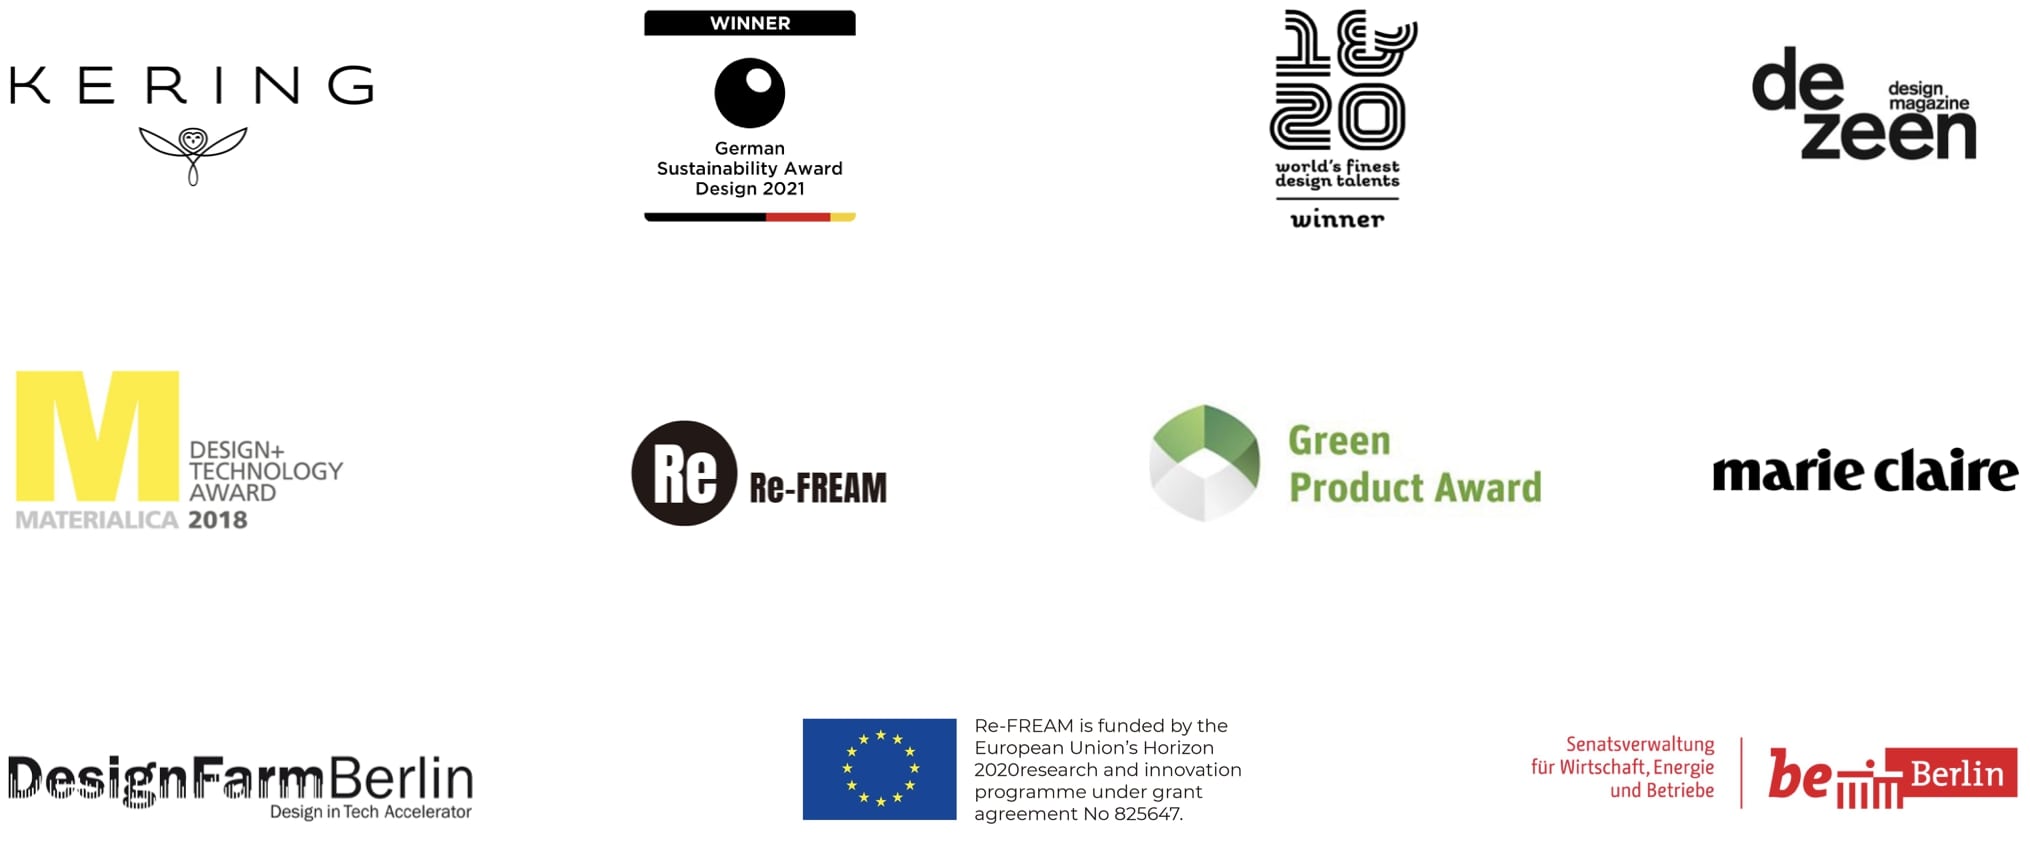 KERING
WINNER
German
Sustainability Award
Design 2021
18
20
world's finest
design talents
winner
de
zeen
design
magazine
M
DESIGN+
TECHNOLOGY
AWARD
MATERIALICA 2018
Re
Re-FREAM
Green
Product Award
marie claire
DesignFarmBerlin
Design in Tech Accelerator
Re-FREAM is funded by the
European Union’s Horizon
2020research and innovation
programme under grant
agreement No 825647.
Senatsverwaltung
für Wirtschaft, Energie
und Betriebe
be Berlin